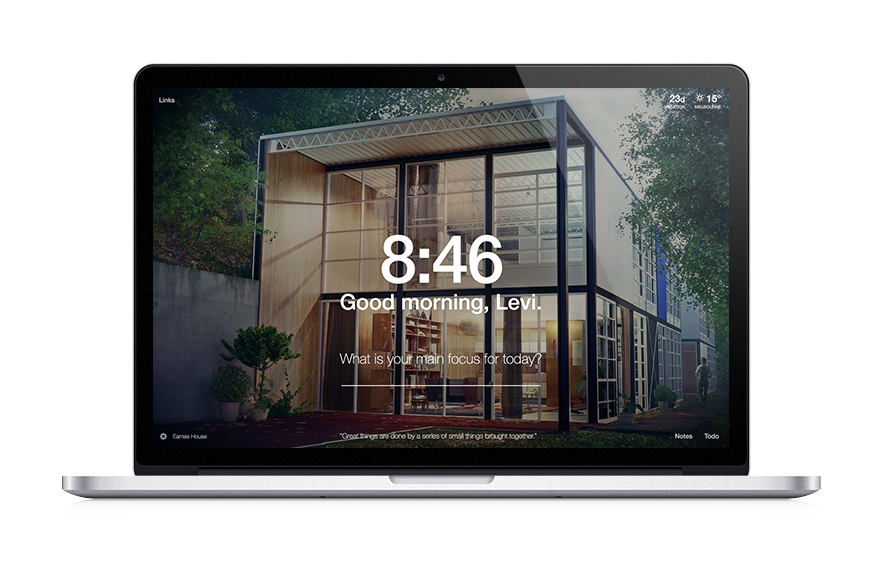 Links
23d
VACATION
15°
MELBOURNE
8:46
Good morning, Levi.
What is your main focus for today?
Eames House
"Great things are done by a series of small things brought together."
Notes
Todo